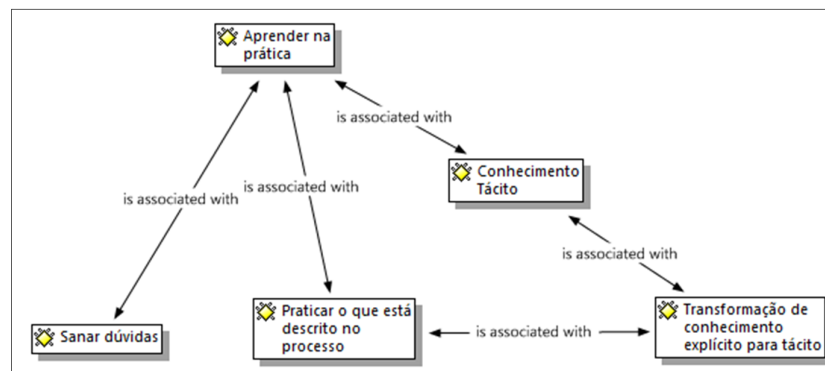 Aprender na
prática
is associated with
Conhecimento
Tácito
is associated with
is associated with
is associated with
Sanar dúvidas
Praticar o que está
descrito no
processo
is associated with
Transformação de
conhecimento
explícito para tácito